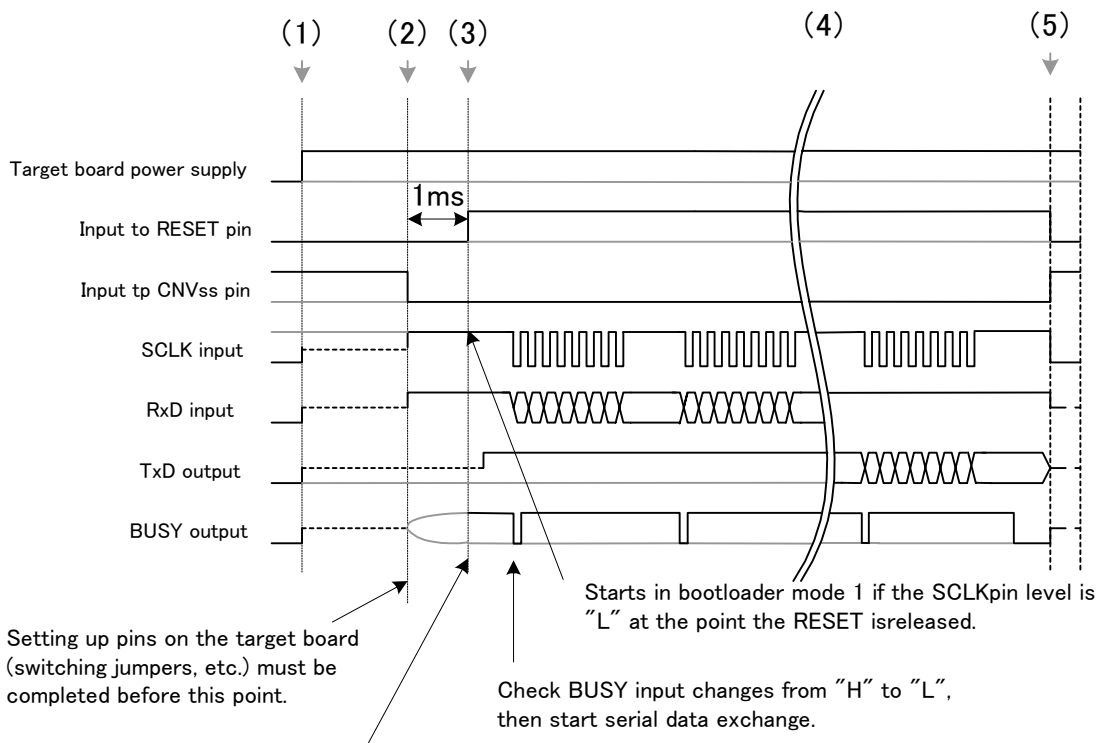 (1)
(2)
(3)
(4)
(5)
Target board power supply
1ms
Input to RESET pin
Input tp CNVss pin
SCLK input
RxD input
TxD output
BUSY output
Starts in bootloader mode 1 if the SCLKpin level is
"L" at the point the RESET isreleased.
Setting up pins on the target board
(switching jumpers, etc.) must be
completed before this point.
Check BUSY input changes from "H" to "L",
then start serial data exchange.